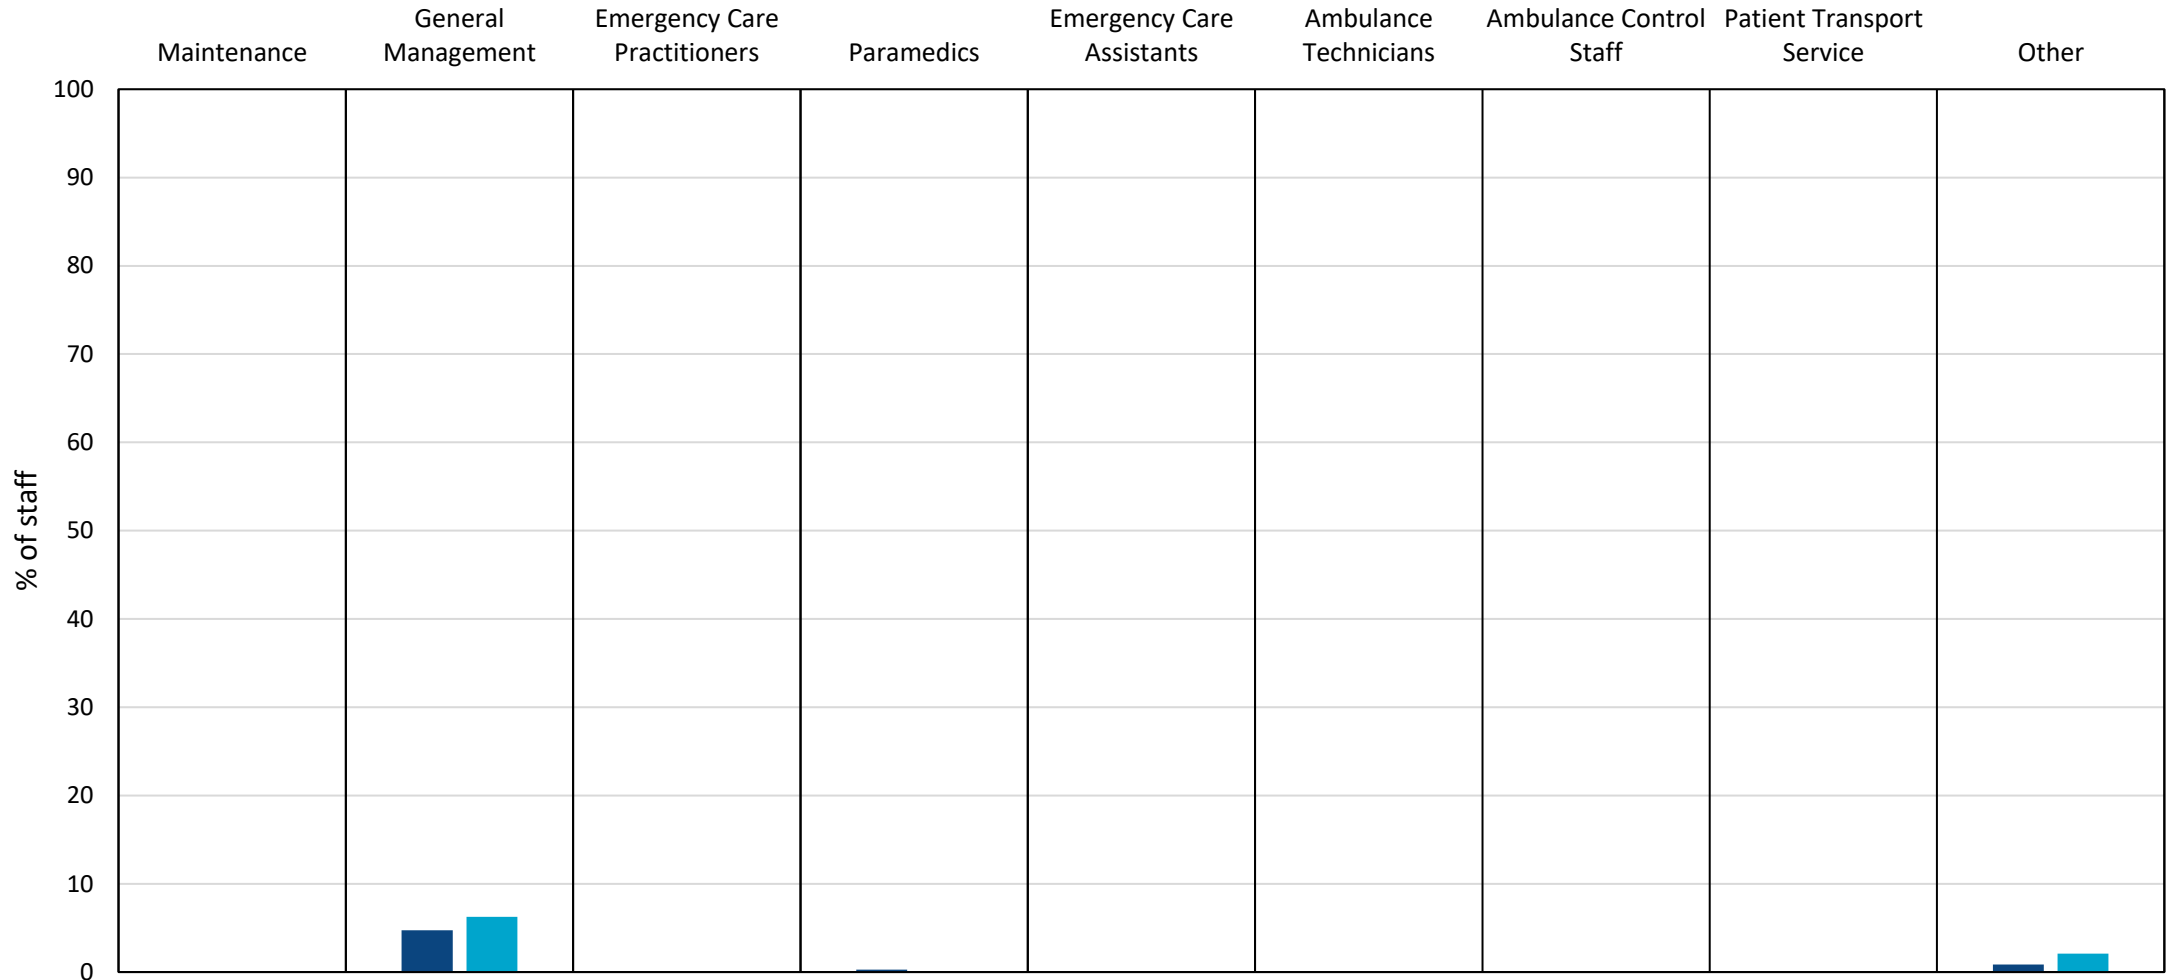 General
Emergency Care
Emergency Care
Ambulance
Ambulance Control
Patient Transport
Maintenance
Management
Practitioners
Paramedics
Assistants
Technicians
Staff
Service
Other
100
90
80
70
60
50
40
30
20
10
0
% of staff